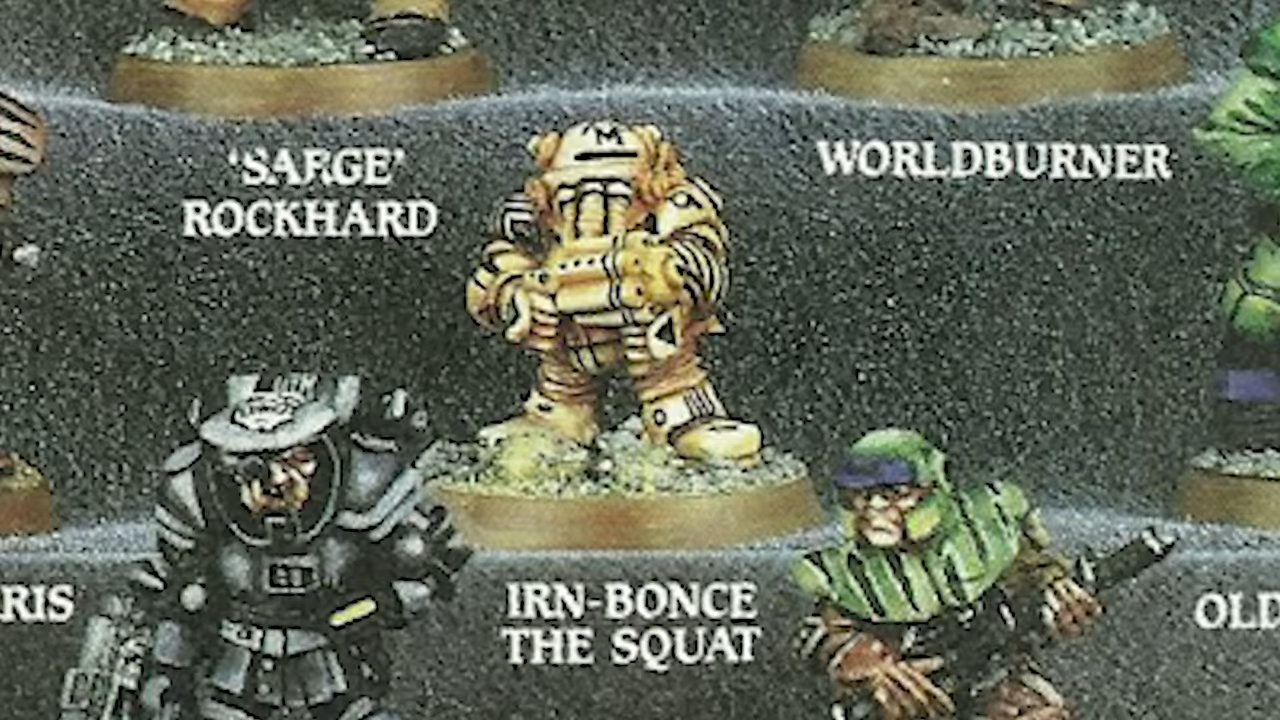 'SARGE'
ROCKHARD
WORLDBURNER
M
RIS
IRN-BONCE
THE SQUAT
OLD